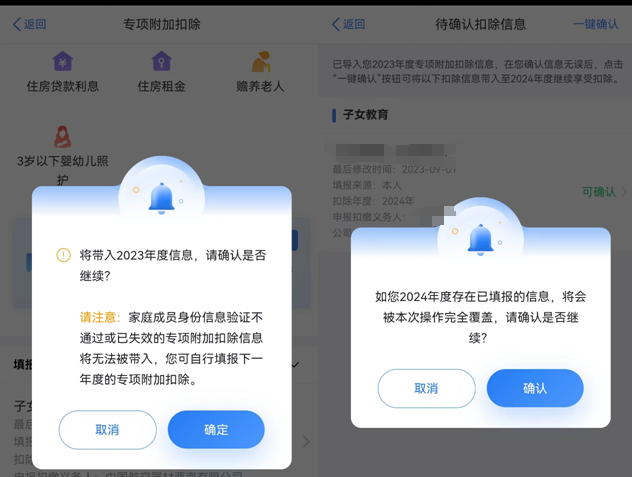 返回
专项附加扣除
住房贷款利息
住房租金
赡养老人
3岁以下婴幼儿照
护
将带入2023年度信息，请确认是否
继续？
请注意：家庭成员身份信息验证不
通过或已失效的专项附加扣除信息
将无法被带入，您可自行填报下一
年度的专项附加扣除。
取消
确定
填报
子女
最后
填报
扣除
返回
待确认扣除信息
一键确认
已导入您2023年度专项附加扣除信息，在您确认信息无误后，点击
“一键确认”按钮可将以下扣除信息带入至2024年度继续享受扣除。
子女教育
最后修改时间：2023-09-01
填报来源：本人
扣除年度：2024年
申报扣缴义务人：
公司
可确认
如您2024年度存在已填报的信息，将会
被本次操作完全覆盖，请确认是否继
续？
取消
确认